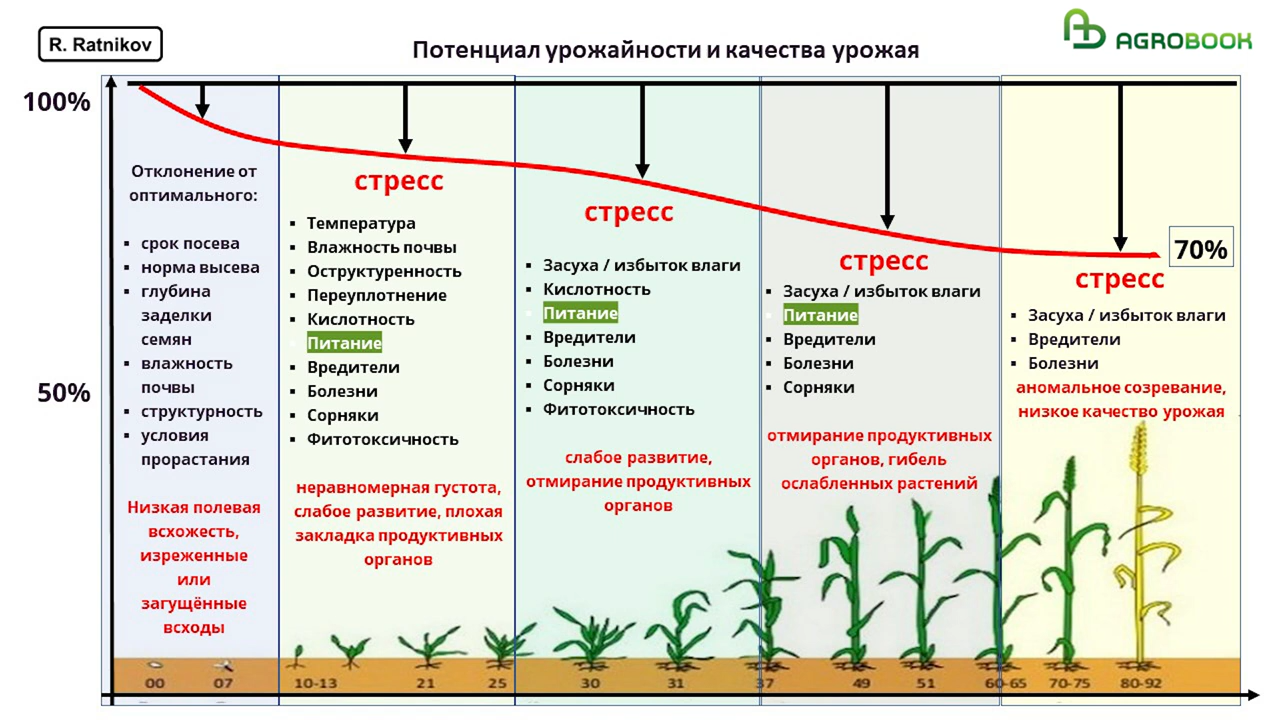 R. Ratnikov
Потенциал урожайности и качества урожая
AGROBOOK
100%
50%
70%
Отклонение от
оптимального:
▪ срок посева
▪ норма высева
▪ глубина
заделки
семян
▪ влажность
почвы
▪ структурность
▪ условия
прорастания
Низкая полевая
всхожесть,
изреженные
или
загущённые
всходы
стресс
▪ Температура
▪ Влажность почвы
▪ Оструктуренность
▪ Переуплотнение
▪ Кислотность
▪ Питание
▪ Вредители
▪ Болезни
▪ Сорняки
▪ Фитотоксичность
неравномерная густота,
слабое развитие, плохая
закладка продуктивных
органов
стресс
▪ Засуха / избыток влаги
▪ Кислотность
▪ Питание
▪ Вредители
▪ Болезни
▪ Сорняки
▪ Фитотоксичность
слабое развитие,
отмирание продуктивных
органов
стресс
▪ Засуха / избыток влаги
▪ Питание
▪ Вредители
▪ Болезни
▪ Сорняки
отмирание продуктивных
органов, гибель
ослабленных растений
стресс
▪ Засуха / избыток влаги
▪ Вредители
▪ Болезни
аномальное созревание,
низкое качество урожая
00 07 10-13 21 25 30 31 37 49 51 60-65 70-75 80-92